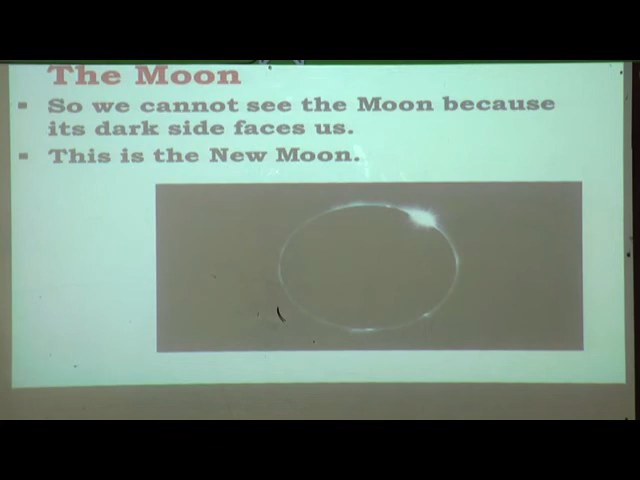 The Moon
▪ So we cannot see the Moon because
its dark side faces us.
▪ This is the New Moon.